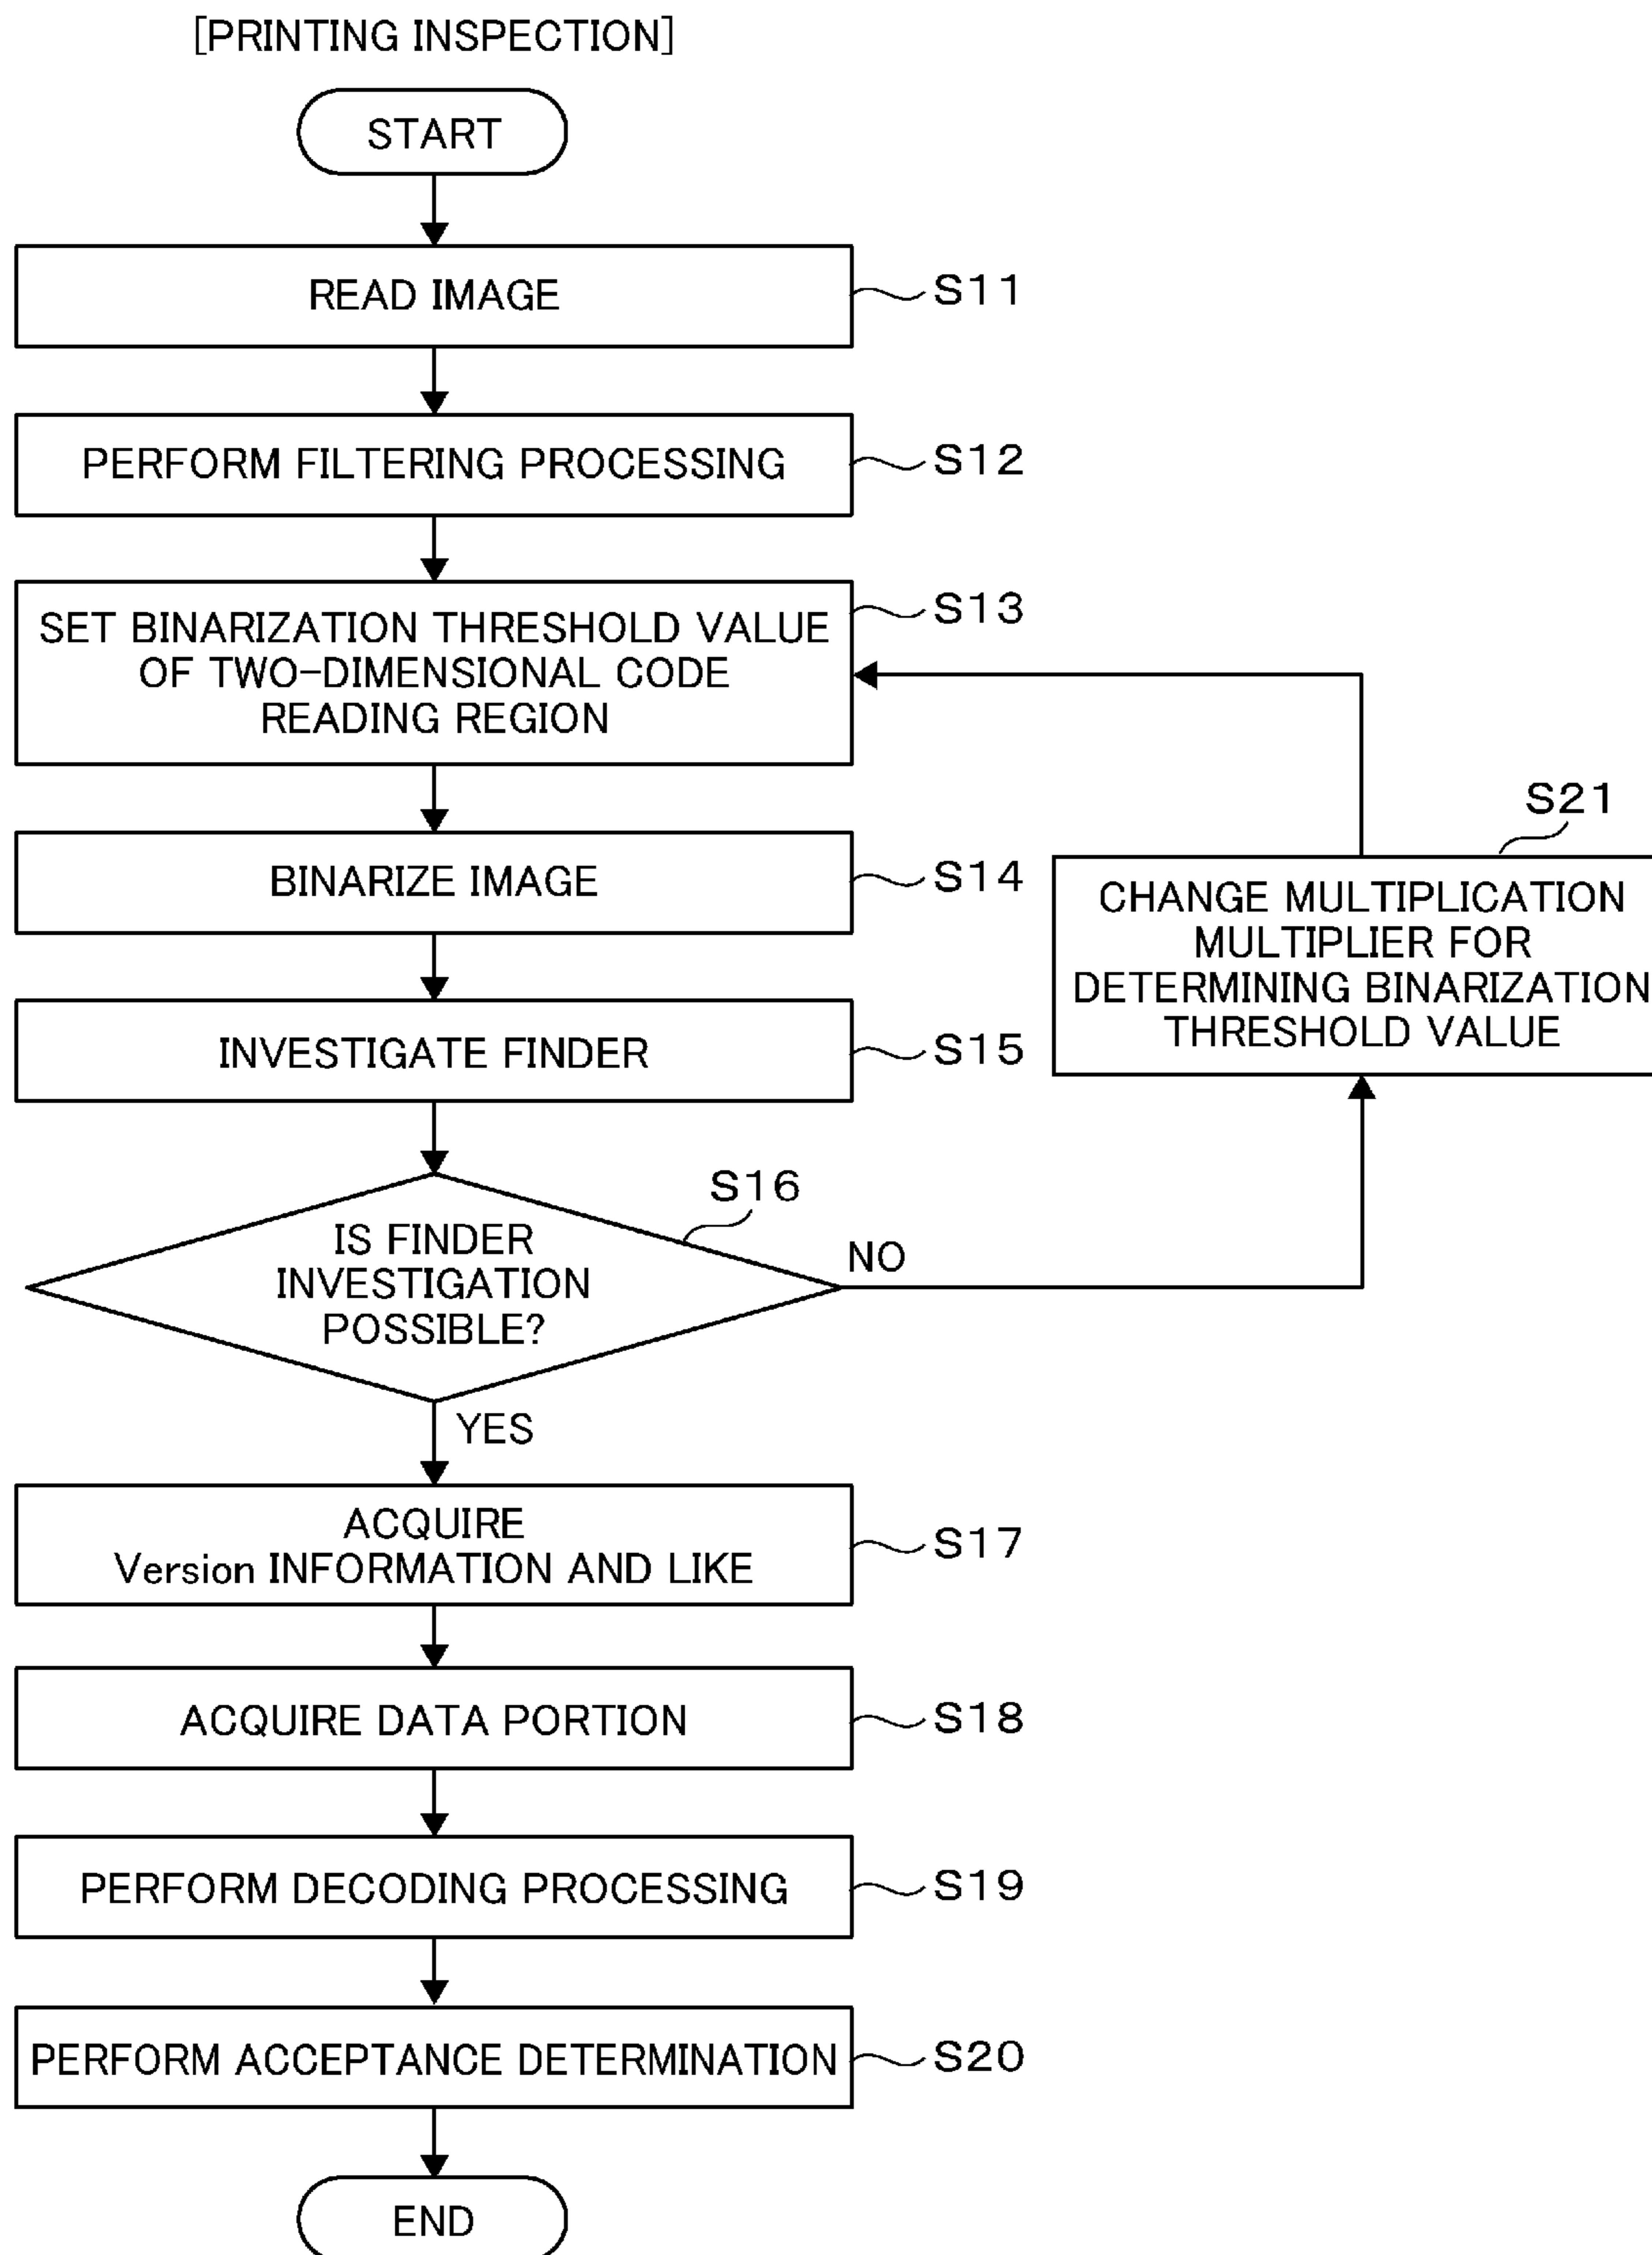 [PRINTING INSPECTION]
START
READ IMAGE
S11
PERFORM FILTERING PROCESSING
S12
SET BINARIZATION THRESHOLD VALUE
OF TWO-DIMENSIONAL CODE
READING REGION
S13
BINARIZE IMAGE
S14
INVESTIGATE FINDER
S15
IS FINDER
INVESTIGATION
POSSIBLE?
S16
NO
S21
CHANGE MULTIPLICATION
MULTIPLIER FOR
DETERMINING BINARIZATION
THRESHOLD VALUE
YES
ACQUIRE
Version INFORMATION AND LIKE
S17
ACQUIRE DATA PORTION
S18
PERFORM DECODING PROCESSING
S19
PERFORM ACCEPTANCE DETERMINATION
S20
END